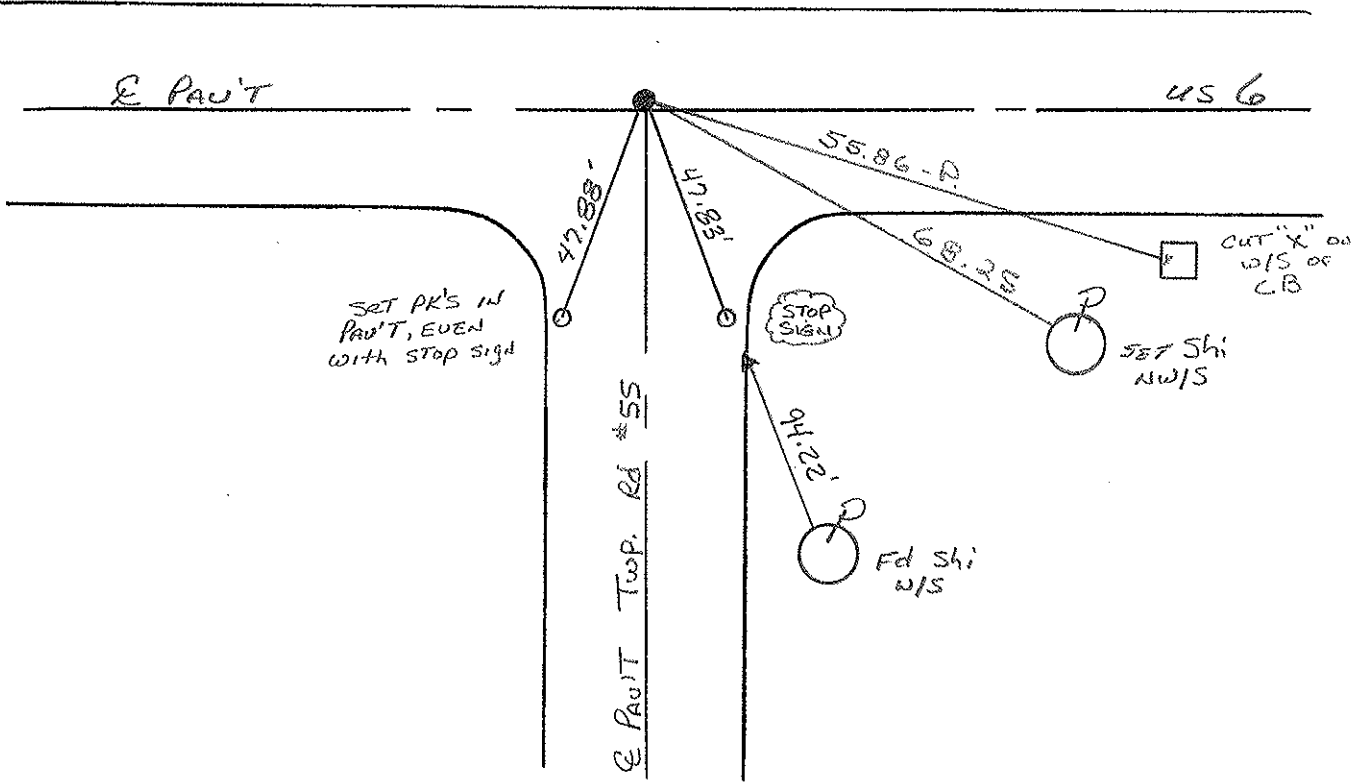 ℄ PAV'T
US 6
55.86-P.
47.88'
47.83'
68.25
CUT "X" ON
W/S OF
CB
SET PK'S IN
PAV'T, EVEN
with STOP Sign
STOP
SIGN
SET Shi
NW/S
94.22'
Fd Shi
W/S
℄ PAV'T Twp. Rd #55